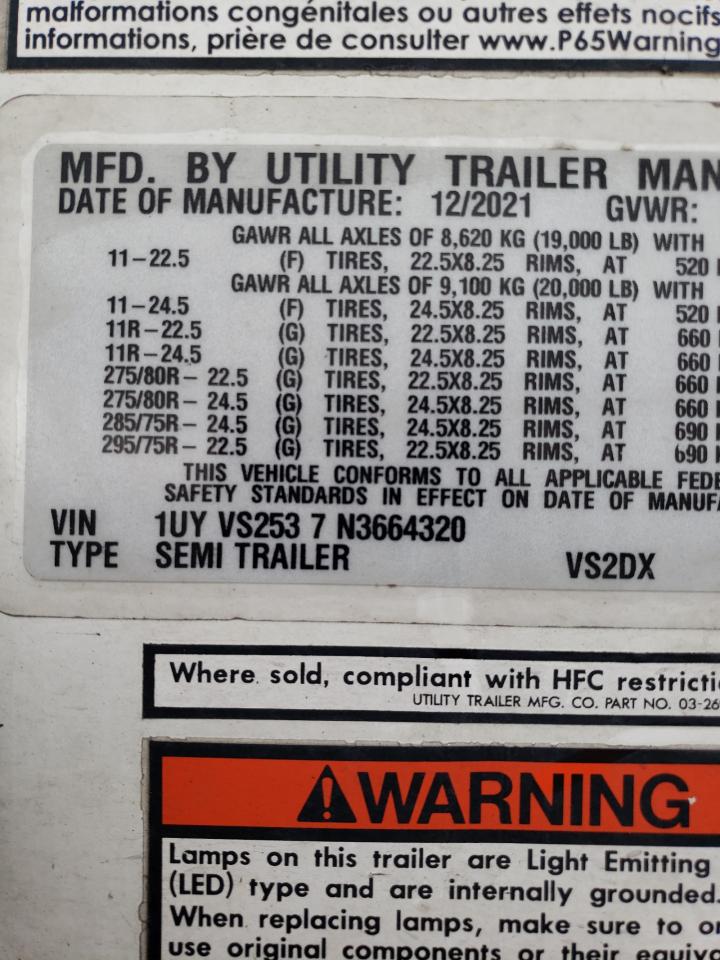 malformations congénitales ou autres effets nocifs
informations, prière de consulter www.P65Warning
MFD. BY UTILITY TRAILER MAN
DATE OF MANUFACTURE: 12/2021 GVWR:
GAWR ALL AXLES OF 8,620 KG (19,000 LB) WITH
11-22.5 (F) TIRES, 22.5X8.25 RIMS, AT 520
GAWR ALL AXLES OF 9,100 KG (20,000 LB) WITH
11-24.5 (F) TIRES, 24.5X8.25 RIMS, AT 520
11R-22.5 (G) TIRES, 22.5X8.25 RIMS, AT 660
11R-24.5 (G) TIRES, 24.5X8.25 RIMS, AT 660
275/80R-22.5 (G) TIRES, 22.5X8.25 RIMS, AT 660
275/80R-24.5 (G) TIRES, 24.5X8.25 RIMS, AT 660
285/75R-24.5 (G) TIRES, 24.5X8.25 RIMS, AT 690
295/75R-22.5 (G) TIRES, 22.5X8.25 RIMS, AT 690
THIS VEHICLE CONFORMS TO ALL APPLICABLE FEDE
SAFETY STANDARDS IN EFFECT ON DATE OF MANUF
VIN 1UY VS253 7 N3664320
TYPE SEMI TRAILER VS2DX
Where sold, compliant with HFC restricti
UTILITY TRAILER MFG. CO. PART NO. 03-26
WARNING
Lamps on this trailer are Light Emitting
(LED) type and are internally grounded.
When replacing lamps, make sure to on
use original components or their equiva